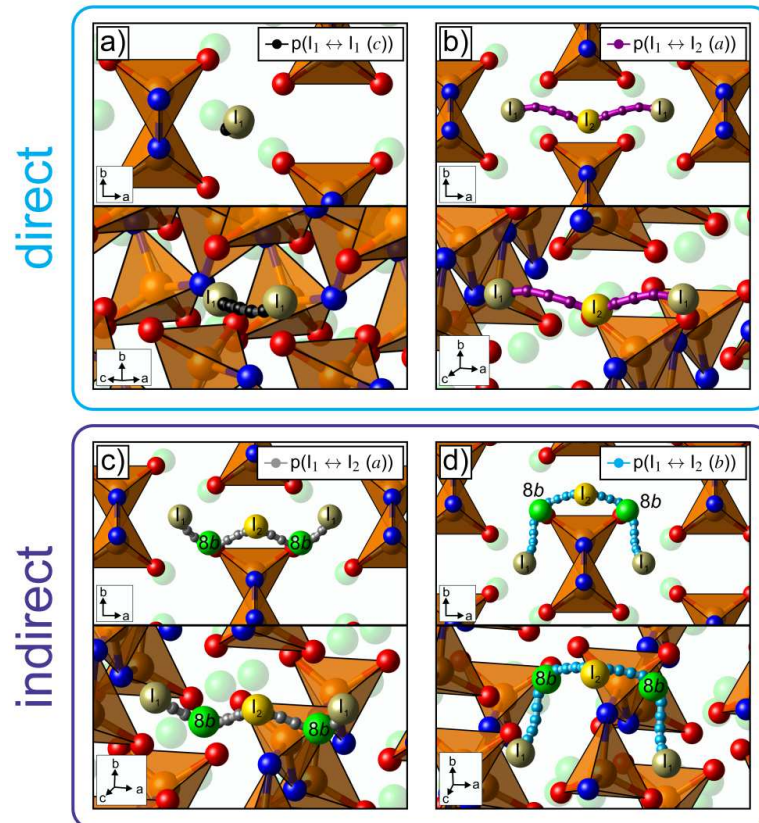 direct
a)
p(I₁ ↔ I₁ (c))
I₁
b
a
I₁
I₁
b
c a
b)
p(I₁ ↔ I₂ (a))
I₁ I₂ I₁
b
a
I₁ I₂ I₁
b
a
c
indirect
c)
p(I₁ ↔ I₂ (a))
I₁ 8b I₂ 8b I₁
b
a
I₁ 8b I₂ 8b I₁
b
a
c
d)
p(I₁ ↔ I₂ (b))
8b I₂ 8b
I₁ I₁
b
a
8b I₂ 8b
I₁ I₁
b
a
c